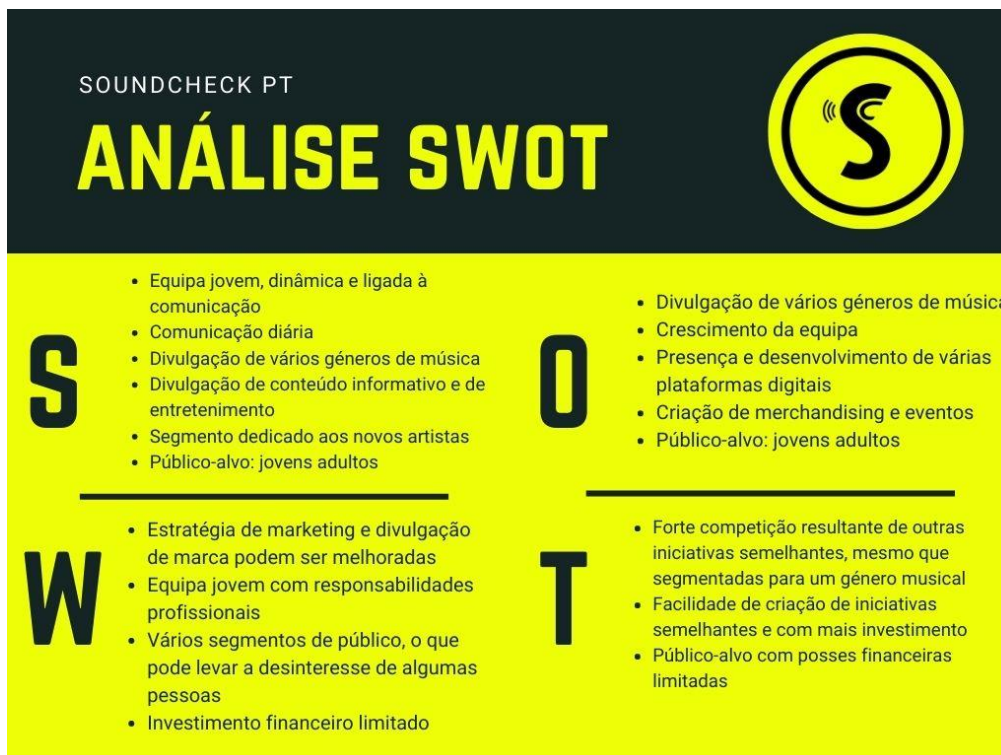 SOUNDCHECK PT
ANÁLISE SWOT
S
S
• Equipa jovem, dinâmica e ligada à
comunicação
• Comunicação diária
• Divulgação de vários géneros de música
• Divulgação de conteúdo informativo e de
entretenimento
• Segmento dedicado aos novos artistas
• Público-alvo: jovens adultos
O
• Divulgação de vários géneros de música
• Crescimento da equipa
• Presença e desenvolvimento de várias
plataformas digitais
• Criação de merchandising e eventos
• Público-alvo: jovens adultos
W
• Estratégia de marketing e divulgação
de marca podem ser melhoradas
• Equipa jovem com responsabilidades
profissionais
• Vários segmentos de público, o que
pode levar a desinteresse de algumas
pessoas
• Investimento financeiro limitado
T
• Forte competição resultante de outras
iniciativas semelhantes, mesmo que
segmentadas para um género musical
• Facilidade de criação de iniciativas
semelhantes e com mais investimento
• Público-alvo com posses financeiras
limitadas